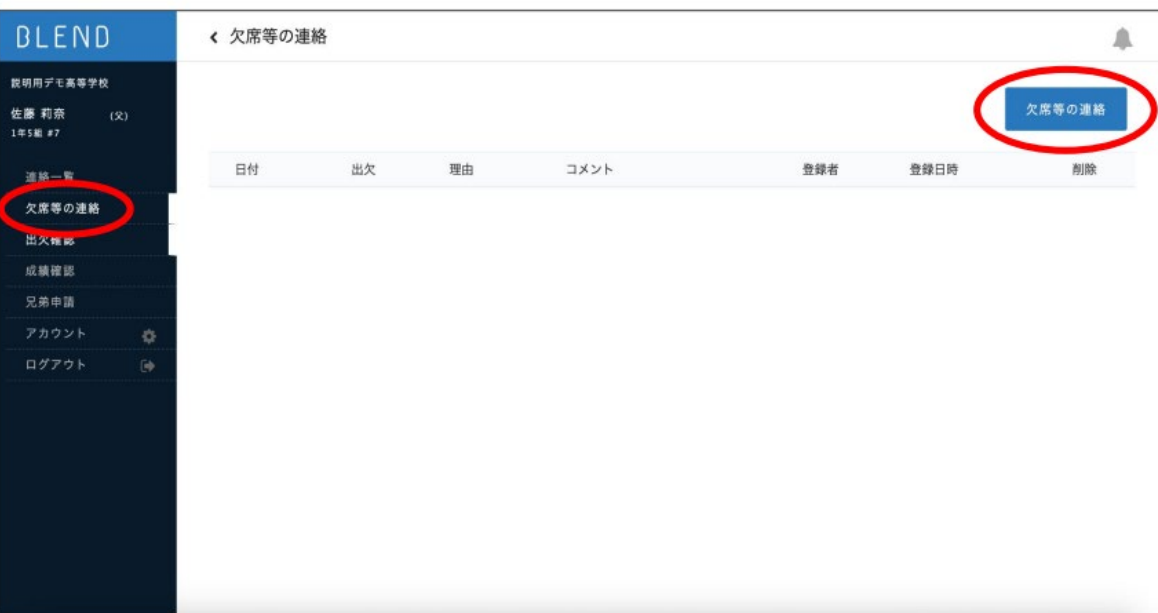 BLEND
欠席等の連絡
説明用デモ高等学校
佐藤 莉奈 (父)
1年5組 #7
連絡一覧
欠席等の連絡
出欠確認
成績確認
兄弟申請
アカウント
ログアウト
欠席等の連絡
日付 出欠 理由 コメント 登録者 登録日時 削除